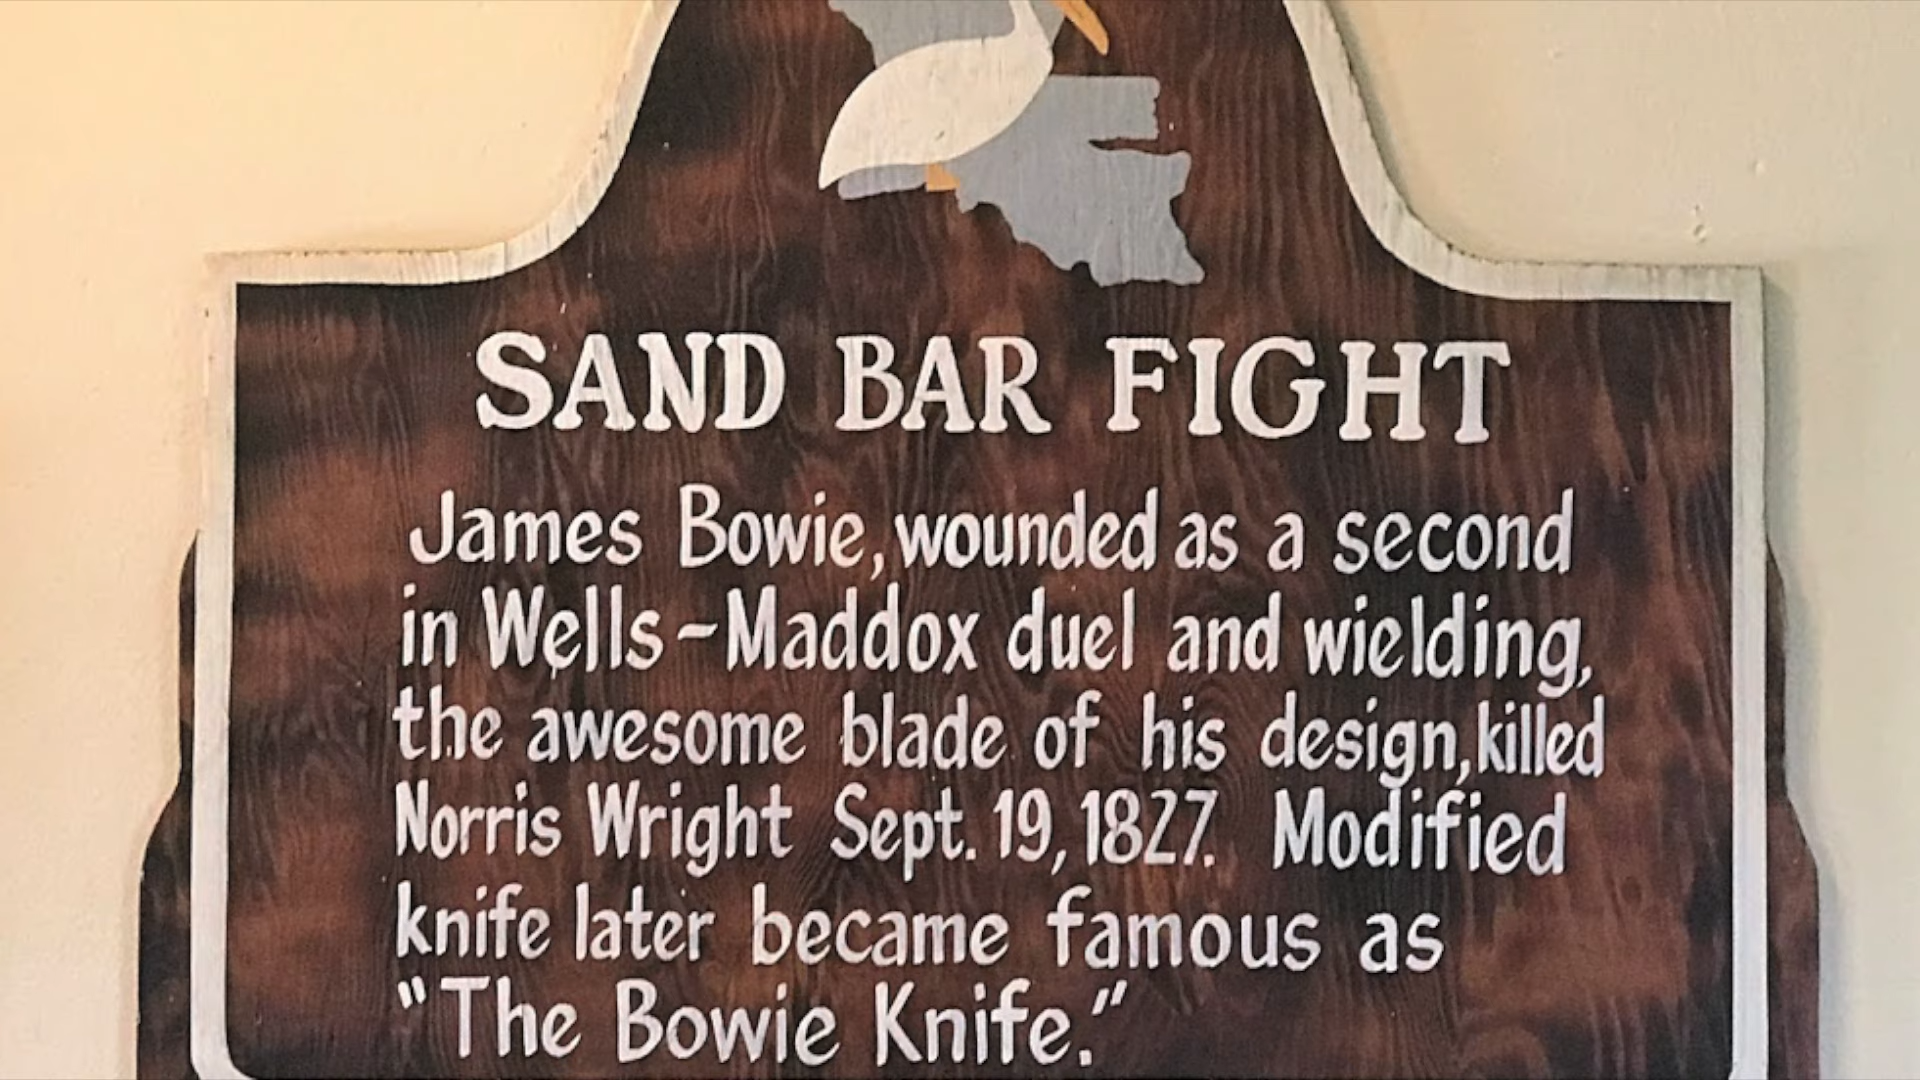 SAND BAR FIGHT
James Bowie, wounded as a second
in Wells-Maddox duel and wielding,
the awesome blade of his design, killed
Norris Wright Sept. 19, 1827. Modified
knife later became famous as
"The Bowie Knife."